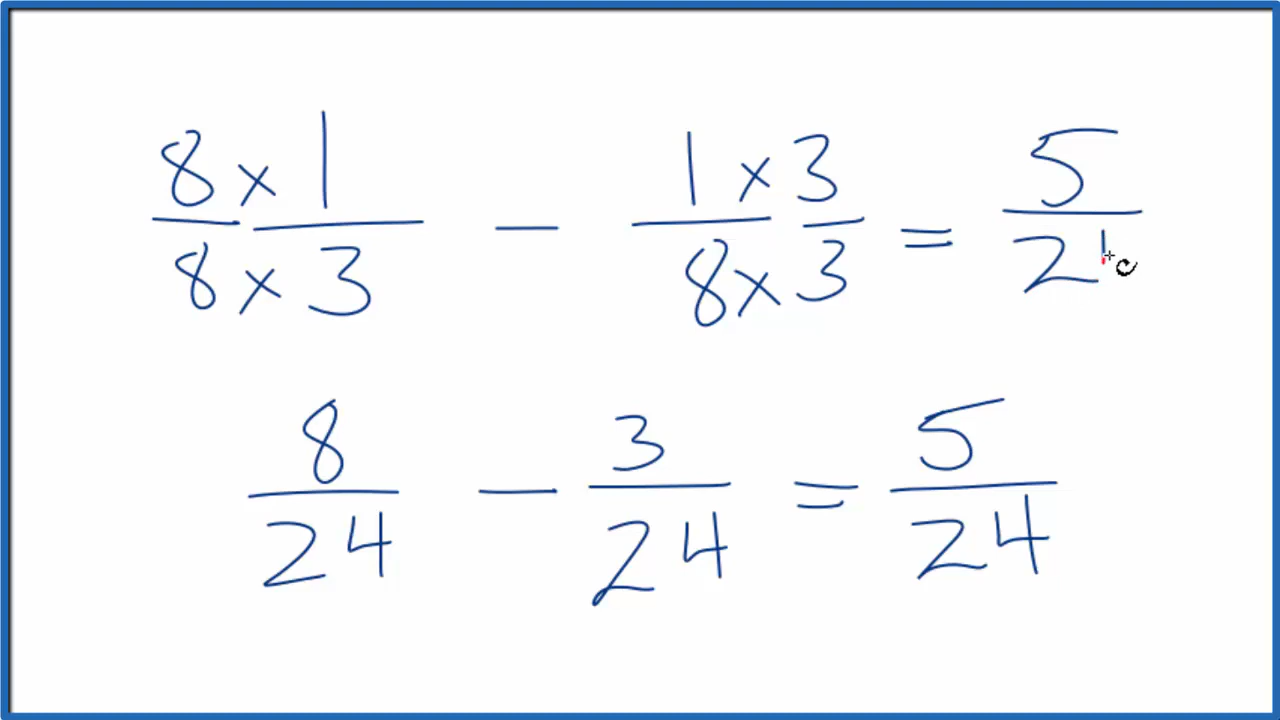 8 × 1 / 8 × 3 − 1 × 3 / 8 × 3 = 5 / 2
8/24 − 3/24 = 5/24